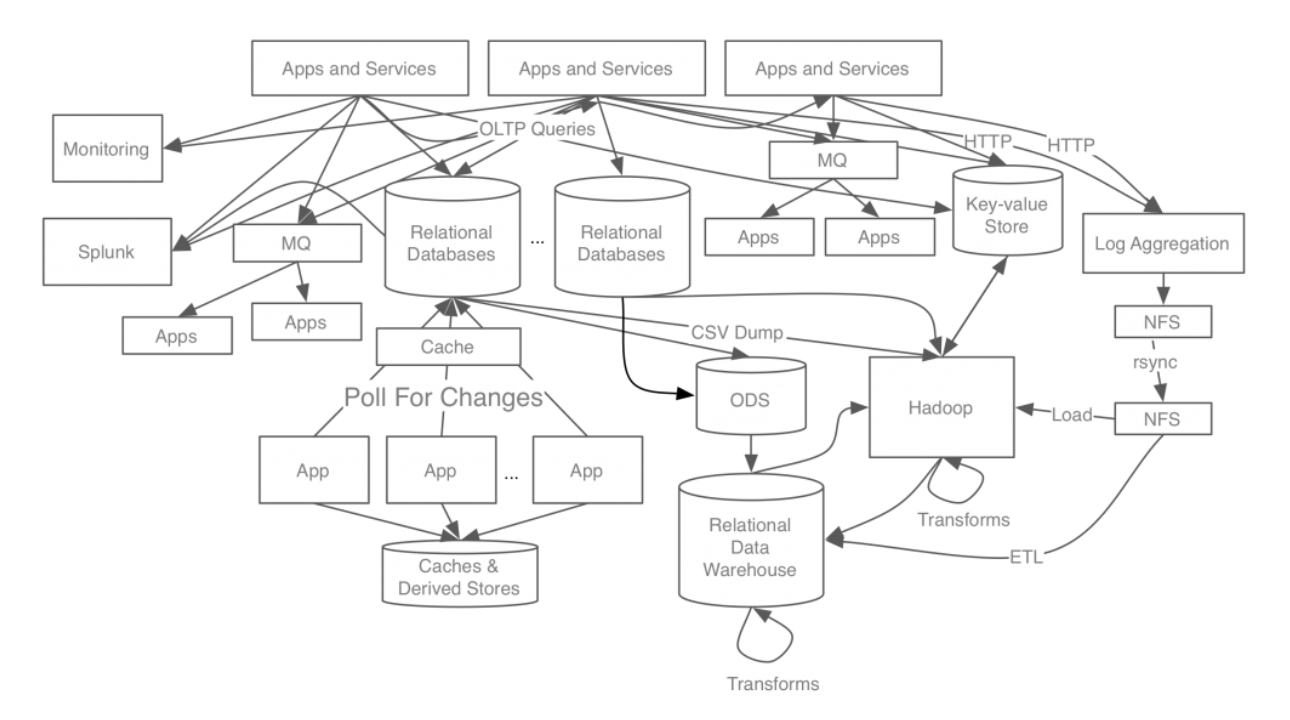 Apps and Services
Apps and Services
Apps and Services
Monitoring
OLTP Queries
HTTP
HTTP
MQ
Key-value
Store
Splunk
MQ
Relational
Databases
...
Relational
Databases
Apps
Apps
Log Aggregation
Apps
Apps
NFS
Cache
CSV Dump
rsync
Poll For Changes
ODS
Hadoop
Load
NFS
App
App
...
App
Transforms
Relational
Data
Warehouse
ETL
Caches &
Derived Stores
Transforms